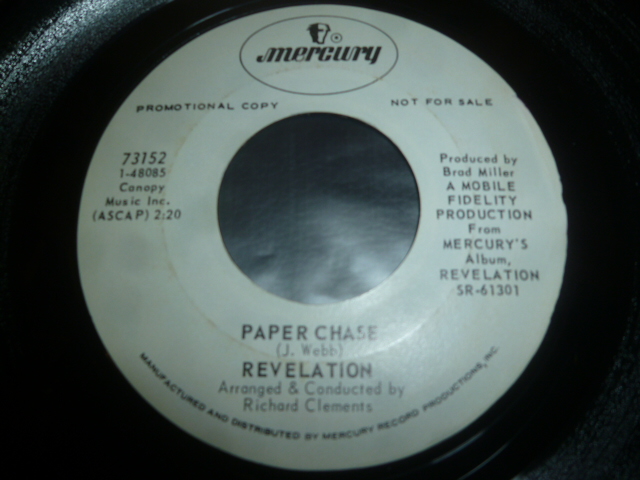 mercury
PROMOTIONAL COPY
NOT FOR SALE
73152
1-48085
Canopy
Music Inc.
(ASCAP) 2:20
Produced by
Brad Miller
A MOBILE
FIDELITY
PRODUCTION
From
MERCURY'S
Album,
REVELATION
SR-61301
PAPER CHASE
(J. Webb)
REVELATION
Arranged & Conducted by
Richard Clements
MANUFACTURED AND DISTRIBUTED BY MERCURY RECORD PRODUCTIONS, INC.